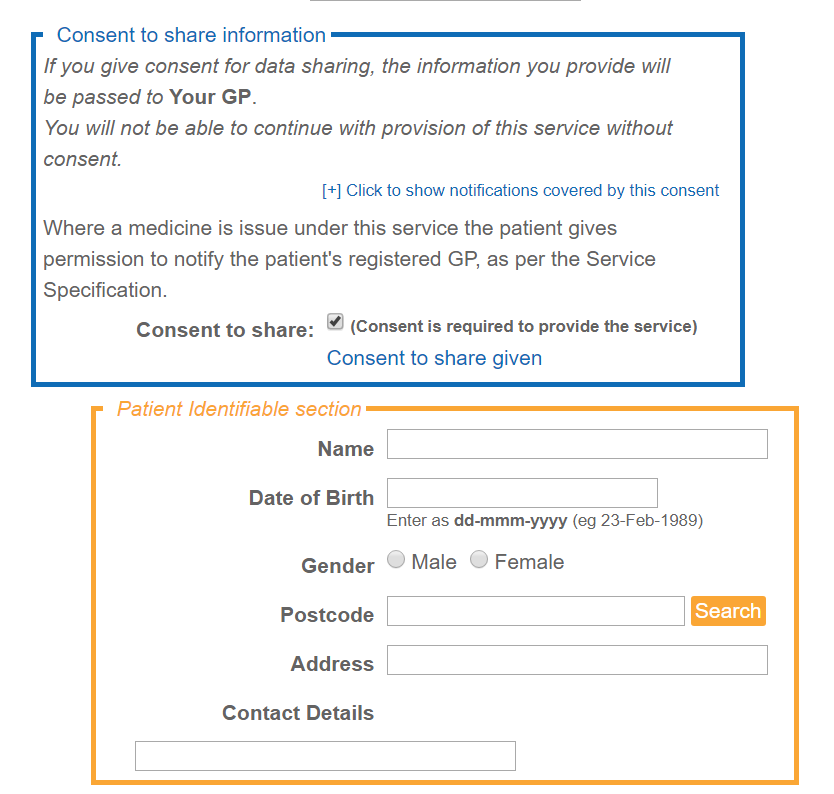 Consent to share information
If you give consent for data sharing, the information you provide will
be passed to Your GP.
You will not be able to continue with provision of this service without
consent.
[+] Click to show notifications covered by this consent
Where a medicine is issue under this service the patient gives
permission to notify the patient's registered GP, as per the Service
Specification.
Consent to share: (Consent is required to provide the service)
Consent to share given
Patient Identifiable section
Name
Date of Birth
Enter as dd-mmm-yyyy (eg 23-Feb-1989)
Gender Male Female
Postcode Search
Address
Contact Details